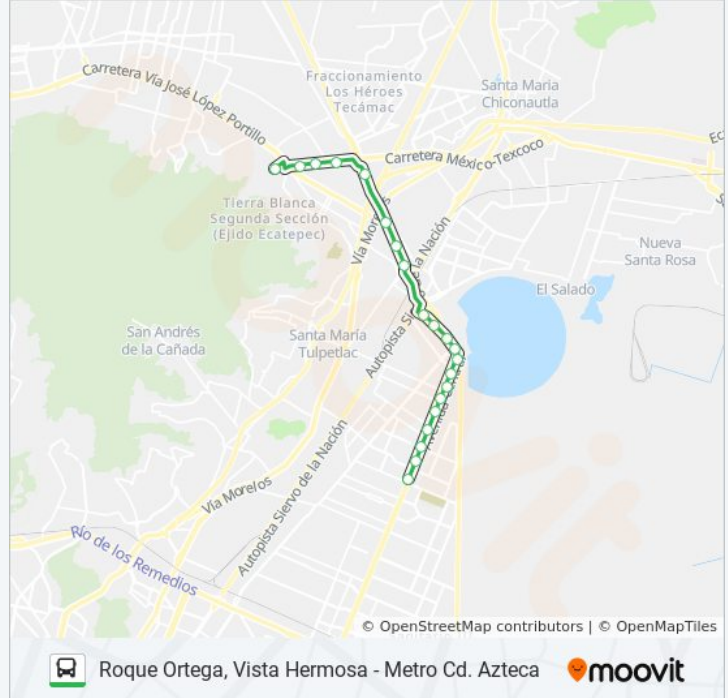 Carretera Vía José López Portillo
Fraccionamiento
Los Héroes
Tecámac
Santa Maria
Chiconautla
Carretera México-Texcoco
Tierra Blanca
Segunda Sección
(Ejido Ecatepec)
Vía Morelos
de la Nación
Nueva
Santa Rosa
El Salado
San Andrés
de la Cañada
Santa María
Tulpetlac
Autopista
Avenida
Vía Morelos
Autopista Siervo de la Nación
Río de los Remedios
© OpenStreetMap contributors | © OpenMapTiles
Roque Ortega, Vista Hermosa - Metro Cd. Azteca
moovit